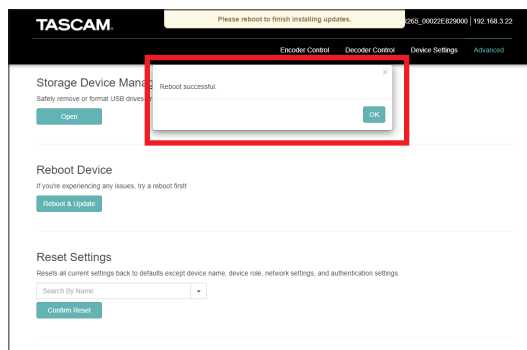 TASCAM.
Please reboot to finish installing updates.
265_00022E829000 | 192.168.3.22
Encoder Control Decoder Control Device Settings Advanced
Storage Device Manag
Safely remove or format USB drives
Open
×
Reboot successful.
OK
Reboot Device
If you're experiencing any issues, try a reboot first!
Reboot & Update
Reset Settings
Resets all current settings back to defaults except device name, device role, network settings, and authentication settings.
Search By Name...
Confirm Reset